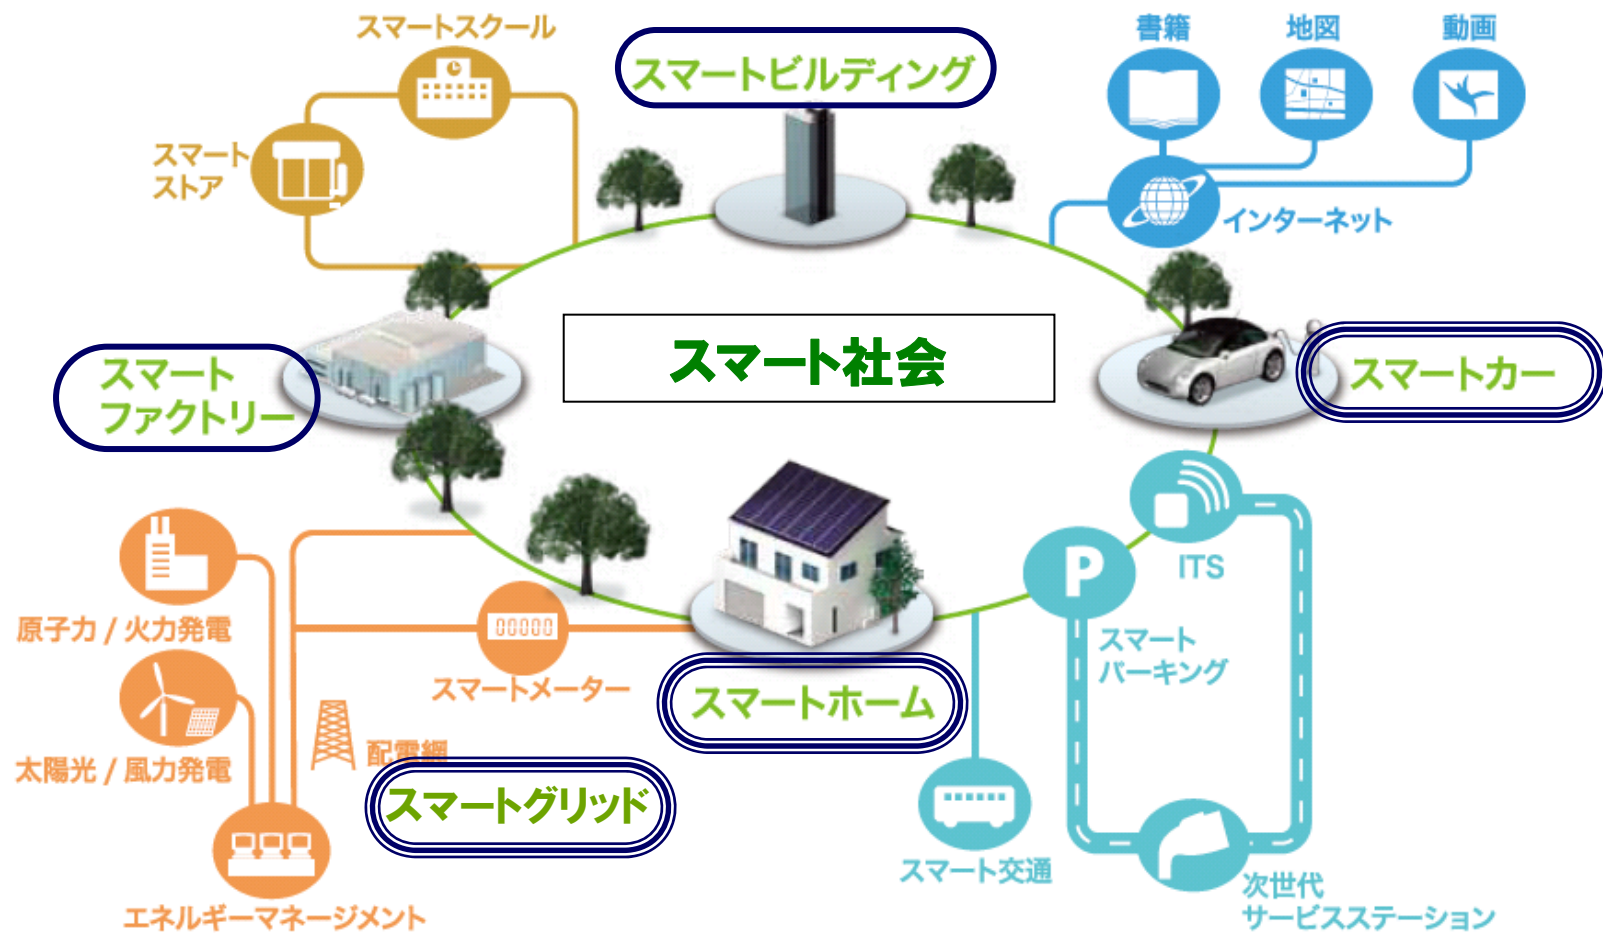 スマートスクール
スマートビルディング
書籍
地図
動画
スマート
ストア
インターネット
スマート社会
スマート
ファクトリー
スマートカー
P
ITS
原子力 / 火力発電
00000
スマート
パーキング
スマートメーター
スマートホーム
配電網
太陽光 / 風力発電
スマートグリッド
スマート交通
次世代
サービスステーション
エネルギーマネージメント